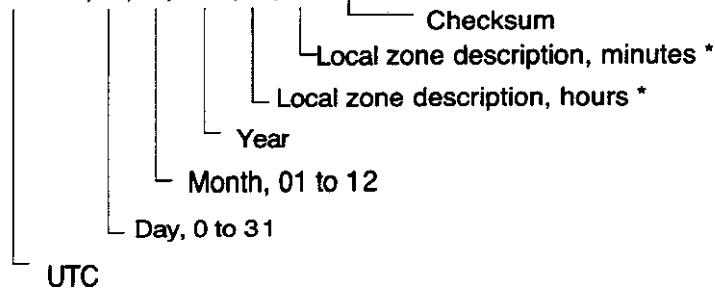 Checksum
Local zone description, minutes *
Local zone description, hours *
Year
Month, 01 to 12
Day, 0 to 31
UTC